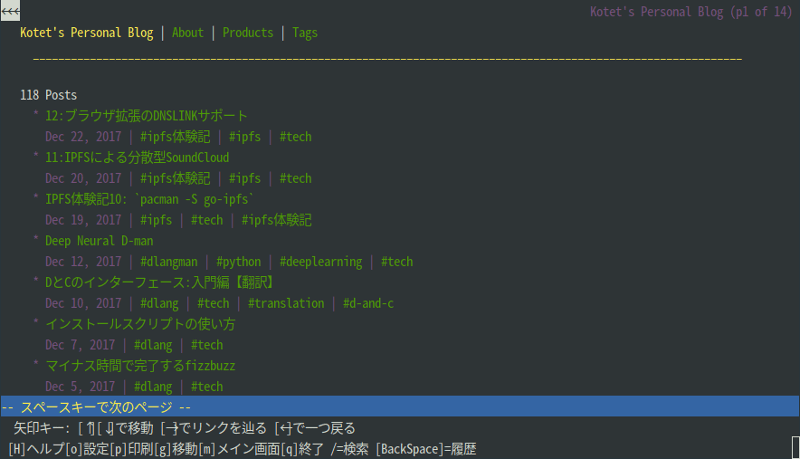 <<<
Kotet's Personal Blog (p1 of 14)
Kotet's Personal Blog | About | Products | Tags
118 Posts
* 12:ブラウザ拡張のDNSLINKサポート
Dec 22, 2017 | #ipfs体験記 | #ipfs | #tech
* 11:IPFSによる分散型SoundCloud
Dec 20, 2017 | #ipfs体験記 | #ipfs | #tech
* IPFS体験記10: `pacman -S go-ipfs`
Dec 19, 2017 | #ipfs | #tech | #ipfs体験記
* Deep Neural D-man
Dec 12, 2017 | #dlangman | #python | #deeplearning | #tech
* DとCのインターフェース:入門編【翻訳】
Dec 10, 2017 | #dlang | #tech | #translation | #d-and-c
* インストールスクリプトの使い方
Dec 7, 2017 | #dlang | #tech
* マイナス時間で完了するfizzbuzz
Dec 5, 2017 | #dlang | #tech
-- スペースキーで次のページ --
矢印キー: [↑][↓]で移動 [→]でリンクを辿る [←]で一つ戻る
[H]ヘルプ[o]設定[p]印刷[g]移動[m]メイン画面[q]終了 /=検索 [BackSpace]=履歴